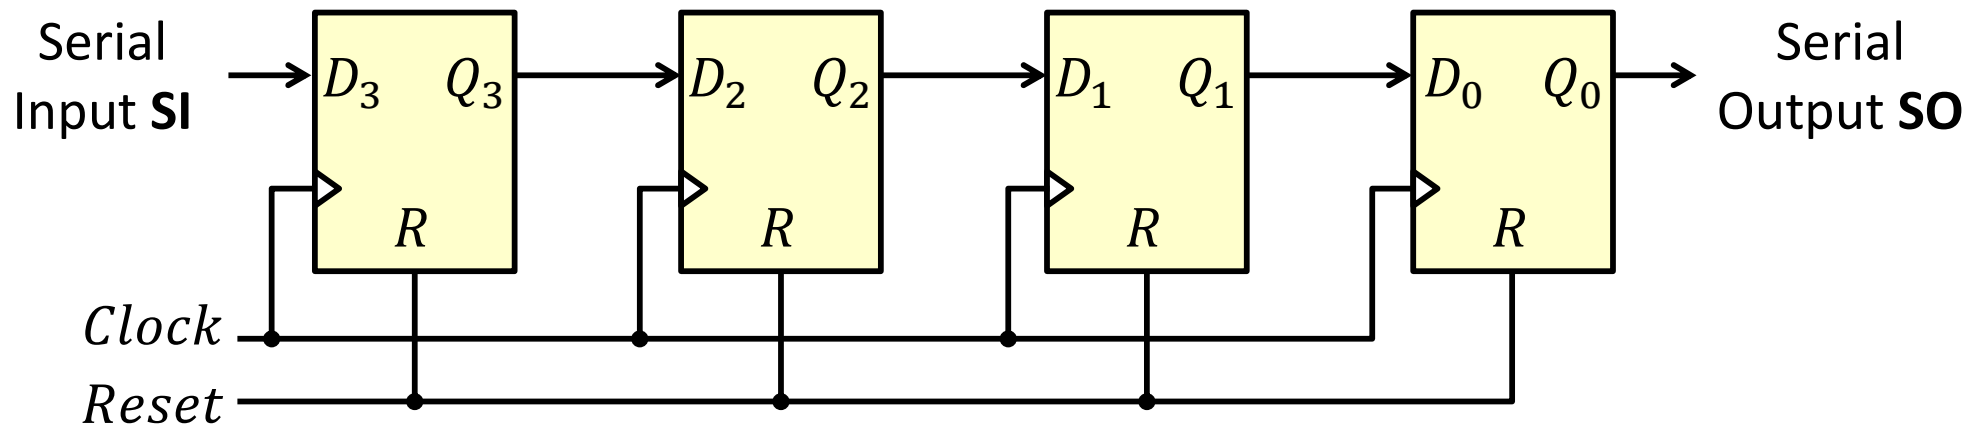 Serial
Input SI
D₃ Q₃ D₂ Q₂ D₁ Q₁ D₀ Q₀
Serial
Output SO
R R R R
Clock
Reset